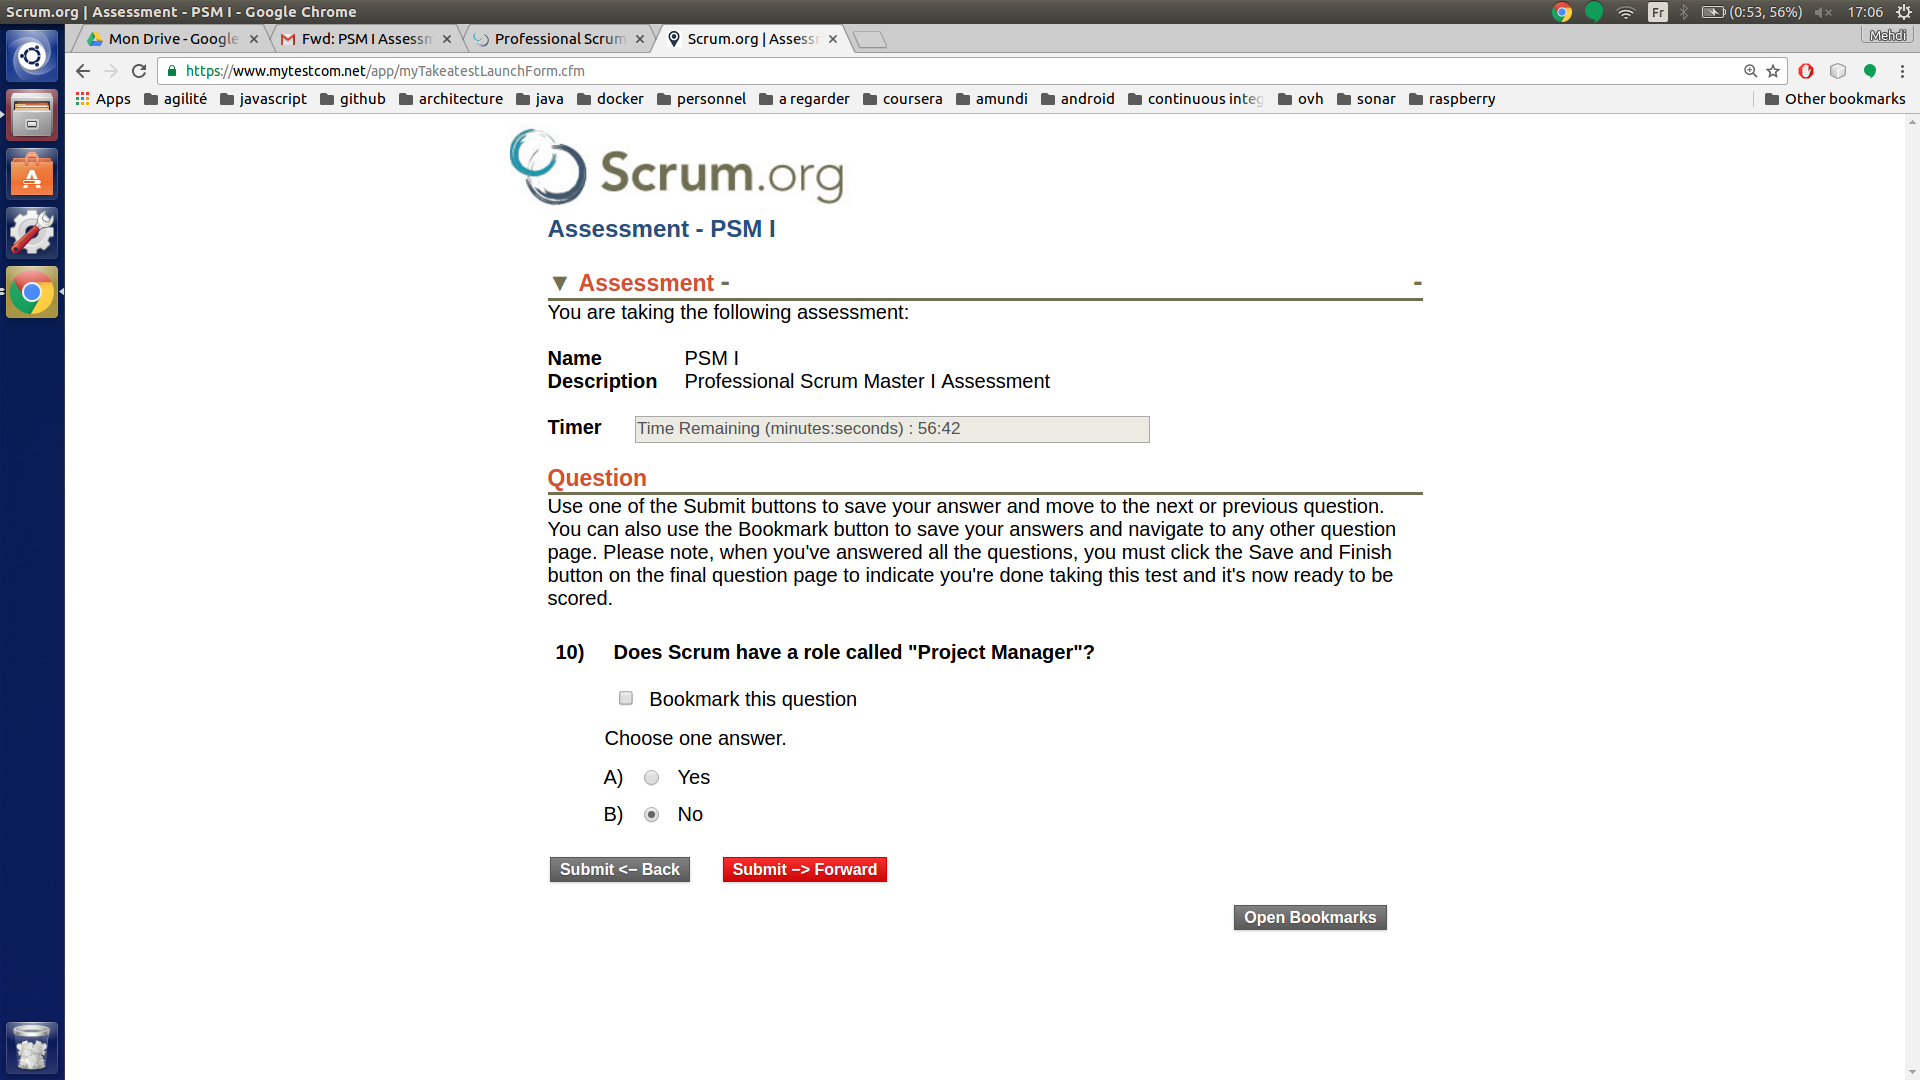 Scrum.org | Assessment - PSM I - Google Chrome
Fr
(0:53, 56%)
17:06
Mon Drive - Google
Fwd: PSM I Assessm
Professional Scrum
Scrum.org | Assess
Mehdi
https://www.mytestcom.net/app/myTakeatestLaunchForm.cfm
Apps
agilité
javascript
github
architecture
java
docker
personnel
a regarder
coursera
amundi
android
continuous integ
ovh
sonar
raspberry
Other bookmarks
Scrum.org
Assessment - PSM I
▼ Assessment - -
You are taking the following assessment:
Name PSM I
Description Professional Scrum Master I Assessment
Timer Time Remaining (minutes:seconds) : 56:42
Question
Use one of the Submit buttons to save your answer and move to the next or previous question.
You can also use the Bookmark button to save your answers and navigate to any other question
page. Please note, when you've answered all the questions, you must click the Save and Finish
button on the final question page to indicate you're done taking this test and it's now ready to be
scored.
10) Does Scrum have a role called "Project Manager"?
Bookmark this question
Choose one answer.
A) Yes
B) No
Submit <– Back Submit –> Forward
Open Bookmarks